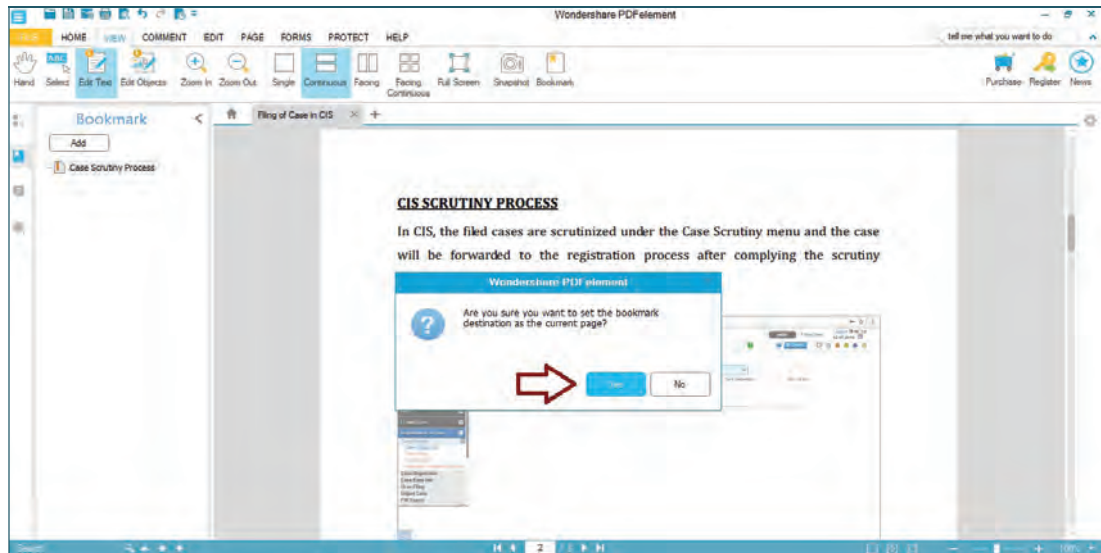 Wondershare PDFelement
HOME VIEW COMMENT EDIT PAGE FORMS PROTECT HELP
tell me what you want to do
Hand Select Edit Text Edit Objects Zoom In Zoom Out Single Continuous Facing Facing Continuous Full Screen Snapshot Bookmark
Purchase Register News
Bookmark
Filing of Case in CIS
Add
Case Scrutiny Process
CIS SCRUTINY PROCESS
In CIS, the filed cases are scrutinized under the Case Scrutiny menu and the case
will be forwarded to the registration process after complying the scrutiny
Wondershare PDFelement
Are you sure you want to set the bookmark
destination as the current page?
Yes No
2